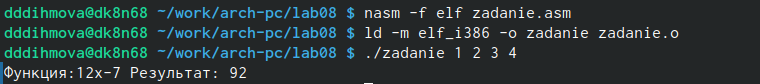 dddihmova@dk8n68 ~/work/arch-pc/lab08 $ nasm -f elf zadanie.asm
dddihmova@dk8n68 ~/work/arch-pc/lab08 $ ld -m elf_i386 -o zadanie zadanie.o
dddihmova@dk8n68 ~/work/arch-pc/lab08 $ ./zadanie 1 2 3 4
Функция:12х-7 Результат: 92